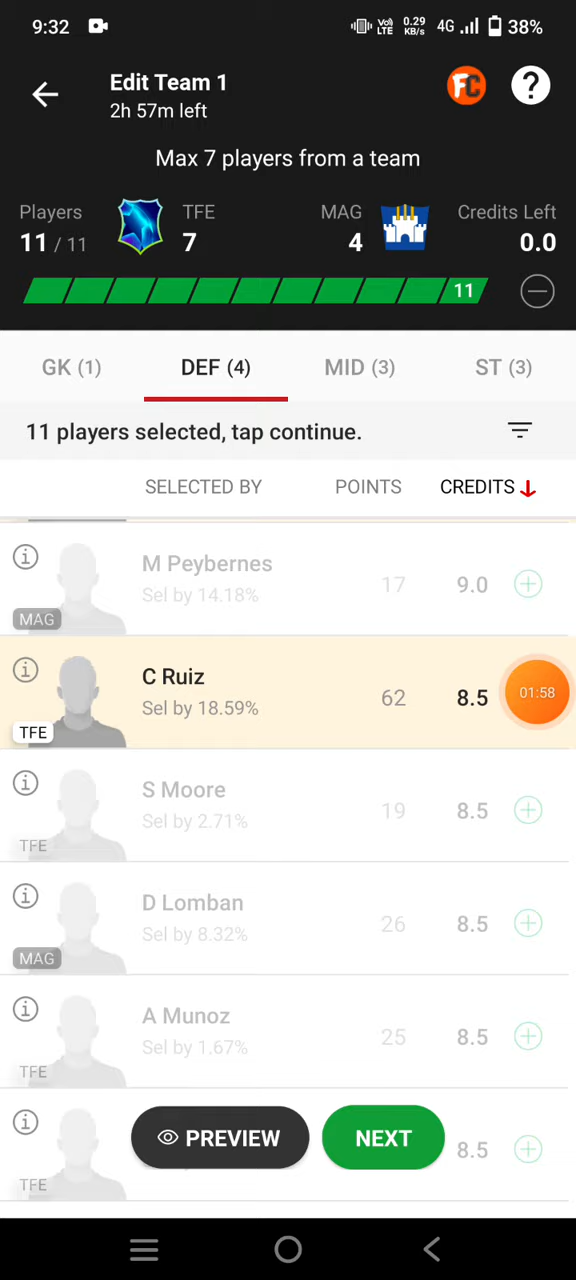 9:32
Vo)) LTE
0.29 KB/s
4G
38%
Edit Team 1
2h 57m left
FC
?
Max 7 players from a team
Players
11 / 11
TFE
7
MAG
4
Credits Left
0.0
11
GK (1)
DEF (4)
MID (3)
ST (3)
11 players selected, tap continue.
SELECTED BY
POINTS
CREDITS
M Peybernes
Sel by 14.18%
17
9.0
MAG
C Ruiz
Sel by 18.59%
62
8.5
01:58
TFE
S Moore
Sel by 2.71%
19
8.5
TFE
D Lomban
Sel by 8.32%
26
8.5
MAG
A Munoz
Sel by 1.67%
25
8.5
TFE
PREVIEW
NEXT
8.5
TFE